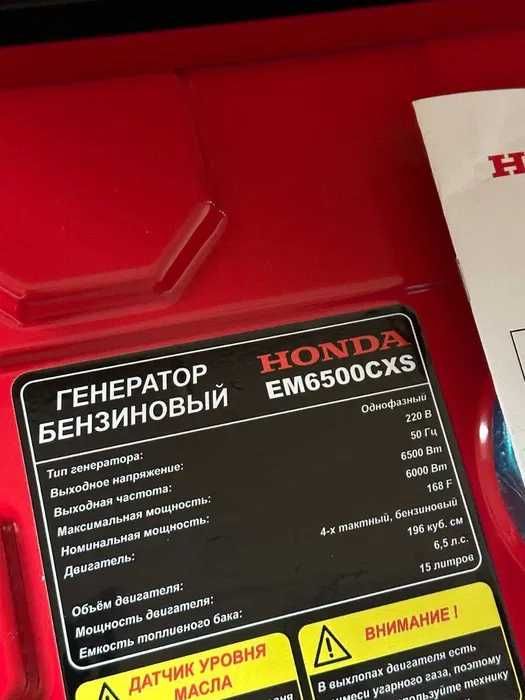 H
ГЕНЕРАТОР
БЕНЗИНОВЫЙ
HONDA
EM6500CXS
Тип генератора: Однофазный
Выходное напряжение: 220 В
Выходная частота: 50 Гц
Максимальная мощность: 6500 Вт
Номинальная мощность: 6000 Вт
Двигатель: 168 F
4-х тактный, бензиновый
Объём двигателя: 196 куб. см
Мощность двигателя: 6,5 л.с.
Емкость топливного бака: 15 литров
ДАТЧИК УРОВНЯ
МАСЛА
ВНИМАНИЕ !
В выхлопах двигателя есть
угарного газа, поэтому
технику